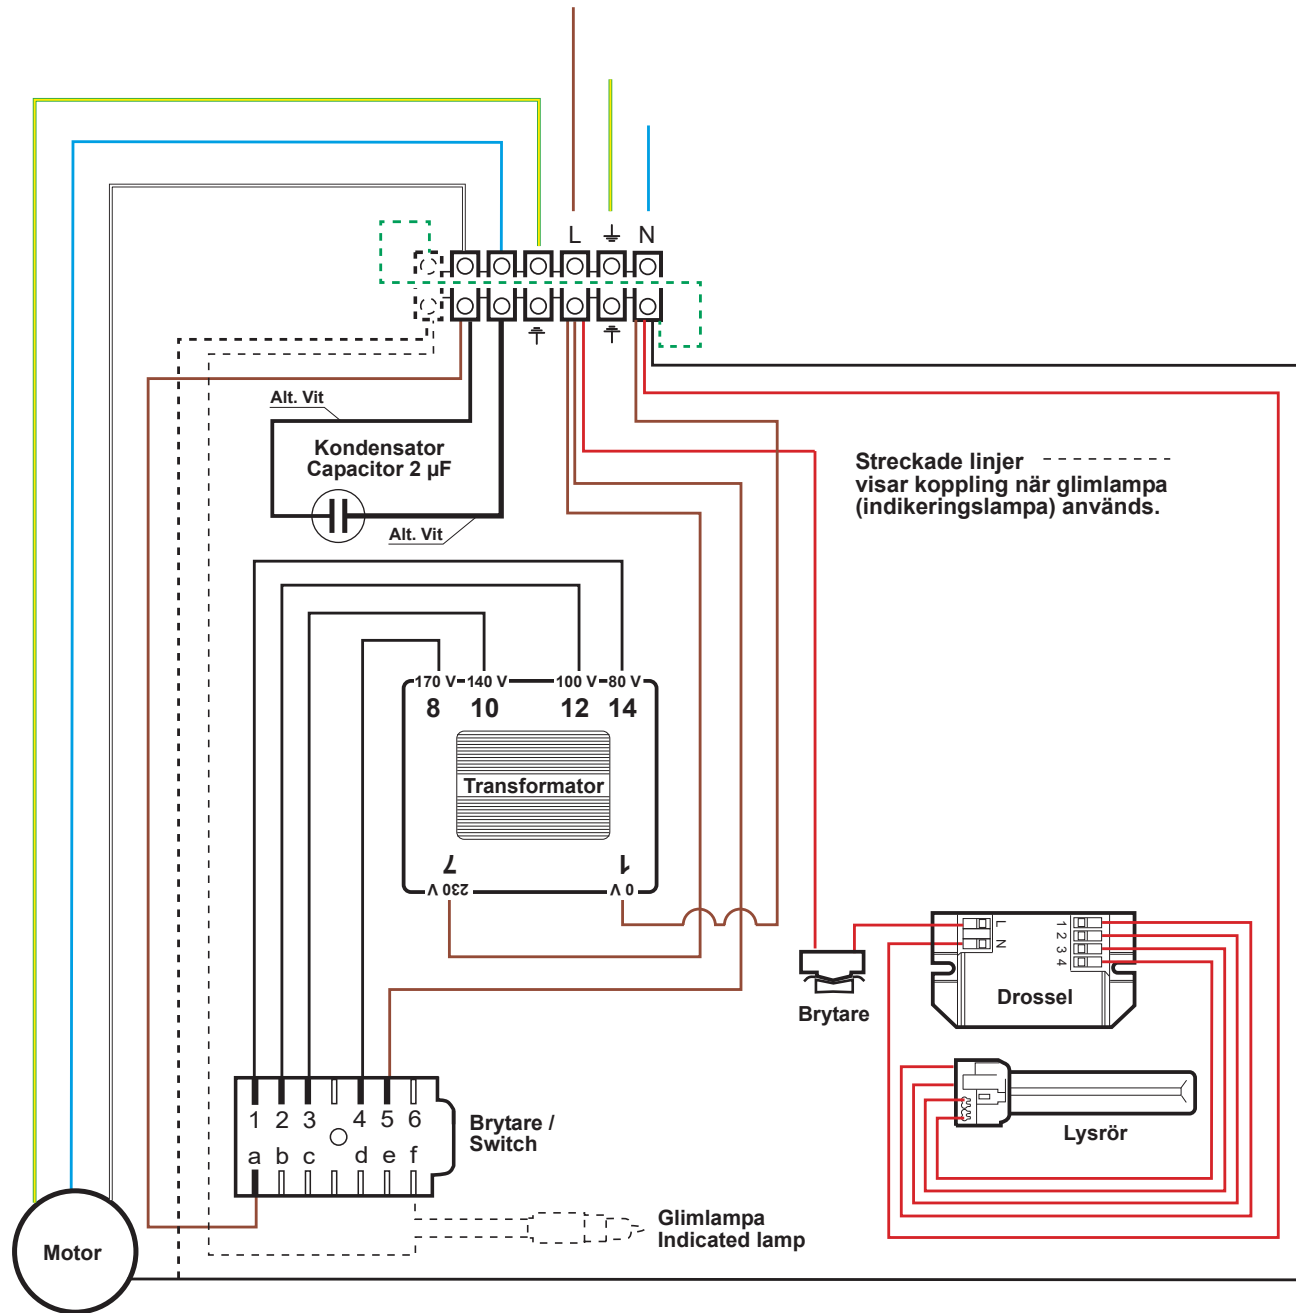 L N
Alt. Vit
Kondensator
Capacitor 2 µF
Alt. Vit
Streckade linjer
visar koppling när glimlampa
(indikeringslampa) används.
170 V 140 V 100 V 80 V
8 10 12 14
Transformator
7 1
230 V 0 V
L
N
1
2
3
4
Drossel
Brytare
Lysrör
1 2 3 4 5 6
a b c d e f
Brytare /
Switch
Glimlampa
Indicated lamp
Motor